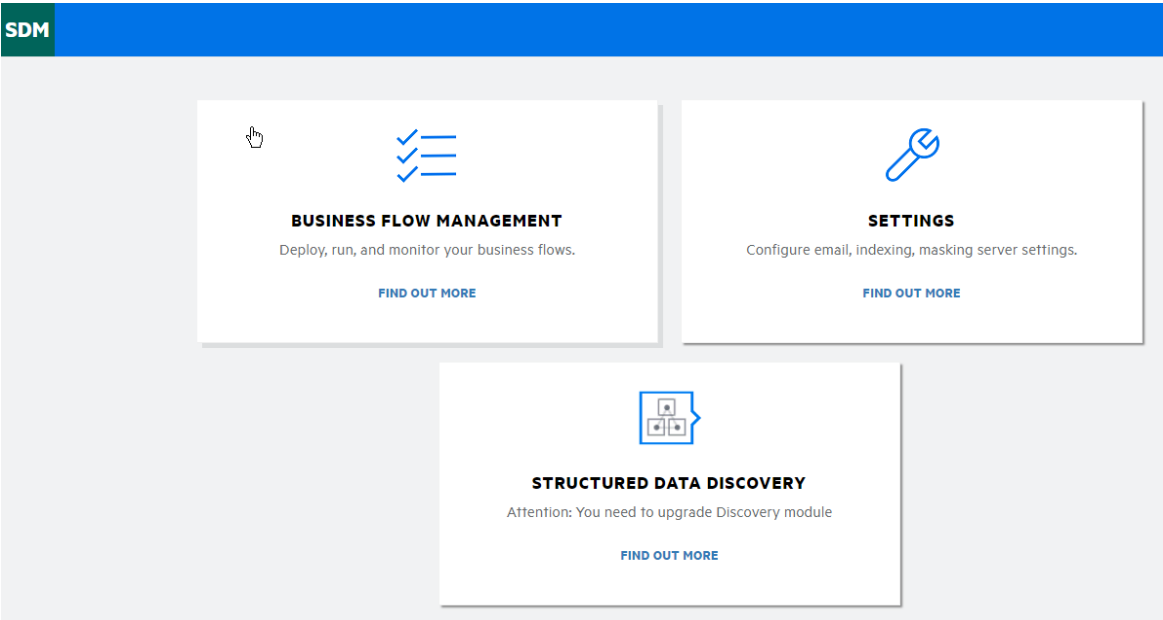 SDM
BUSINESS FLOW MANAGEMENT
Deploy, run, and monitor your business flows.
FIND OUT MORE
SETTINGS
Configure email, indexing, masking server settings.
FIND OUT MORE
STRUCTURED DATA DISCOVERY
Attention: You need to upgrade Discovery module
FIND OUT MORE